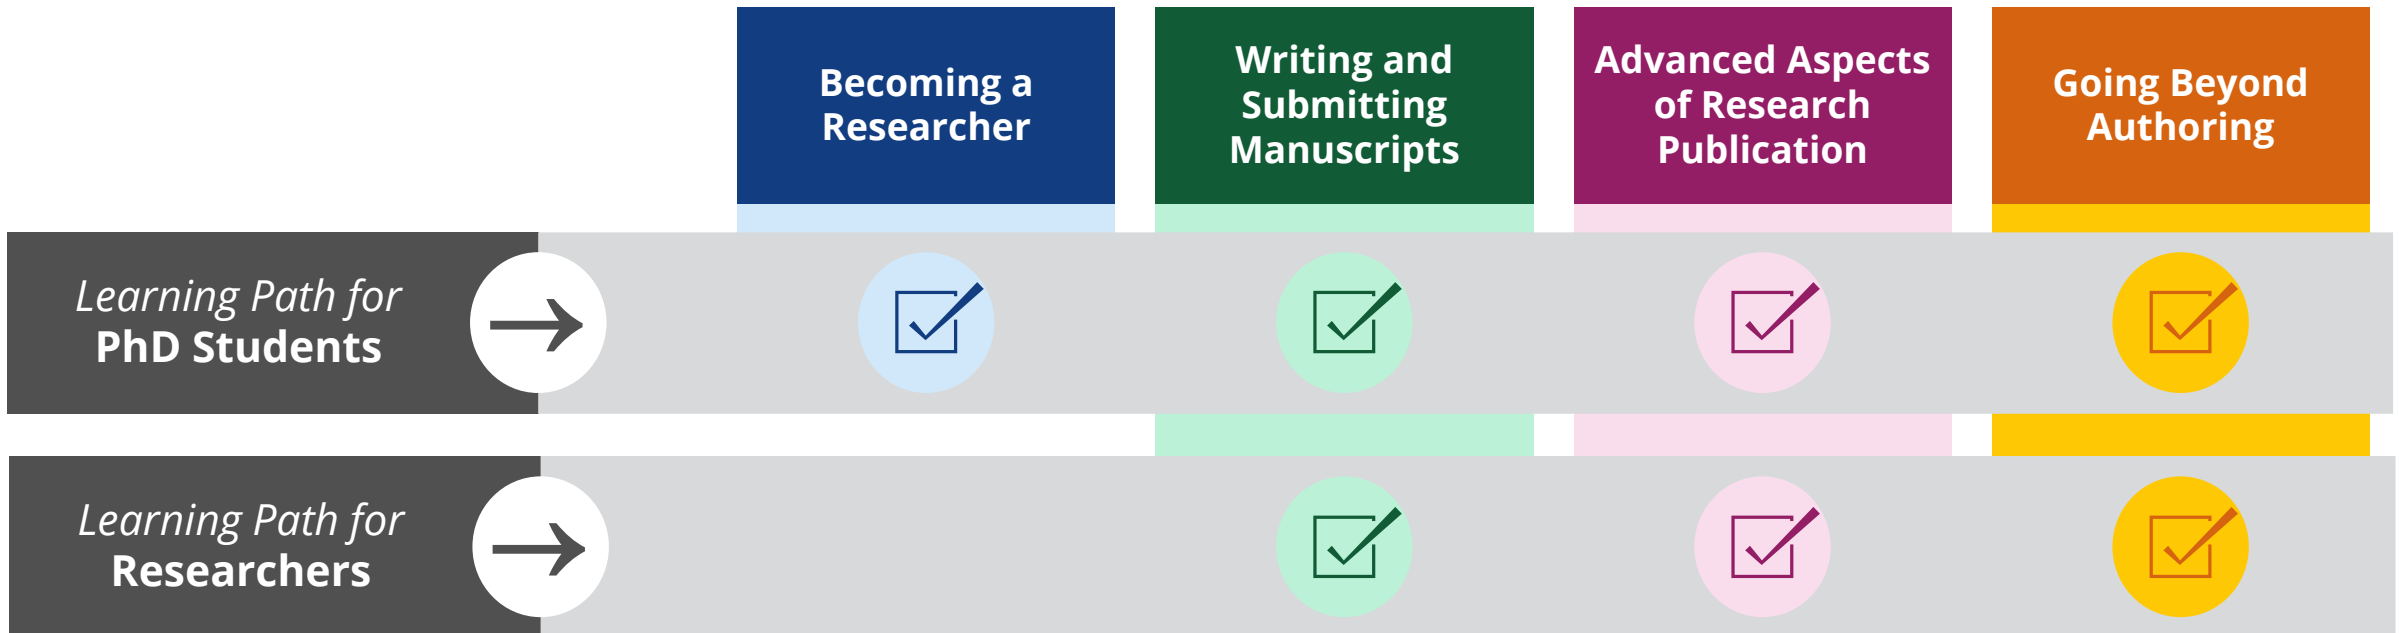 Becoming a
Researcher
Writing and
Submitting
Manuscripts
Advanced Aspects
of Research
Publication
Going Beyond
Authoring
Learning Path for
PhD Students
Learning Path for
Researchers